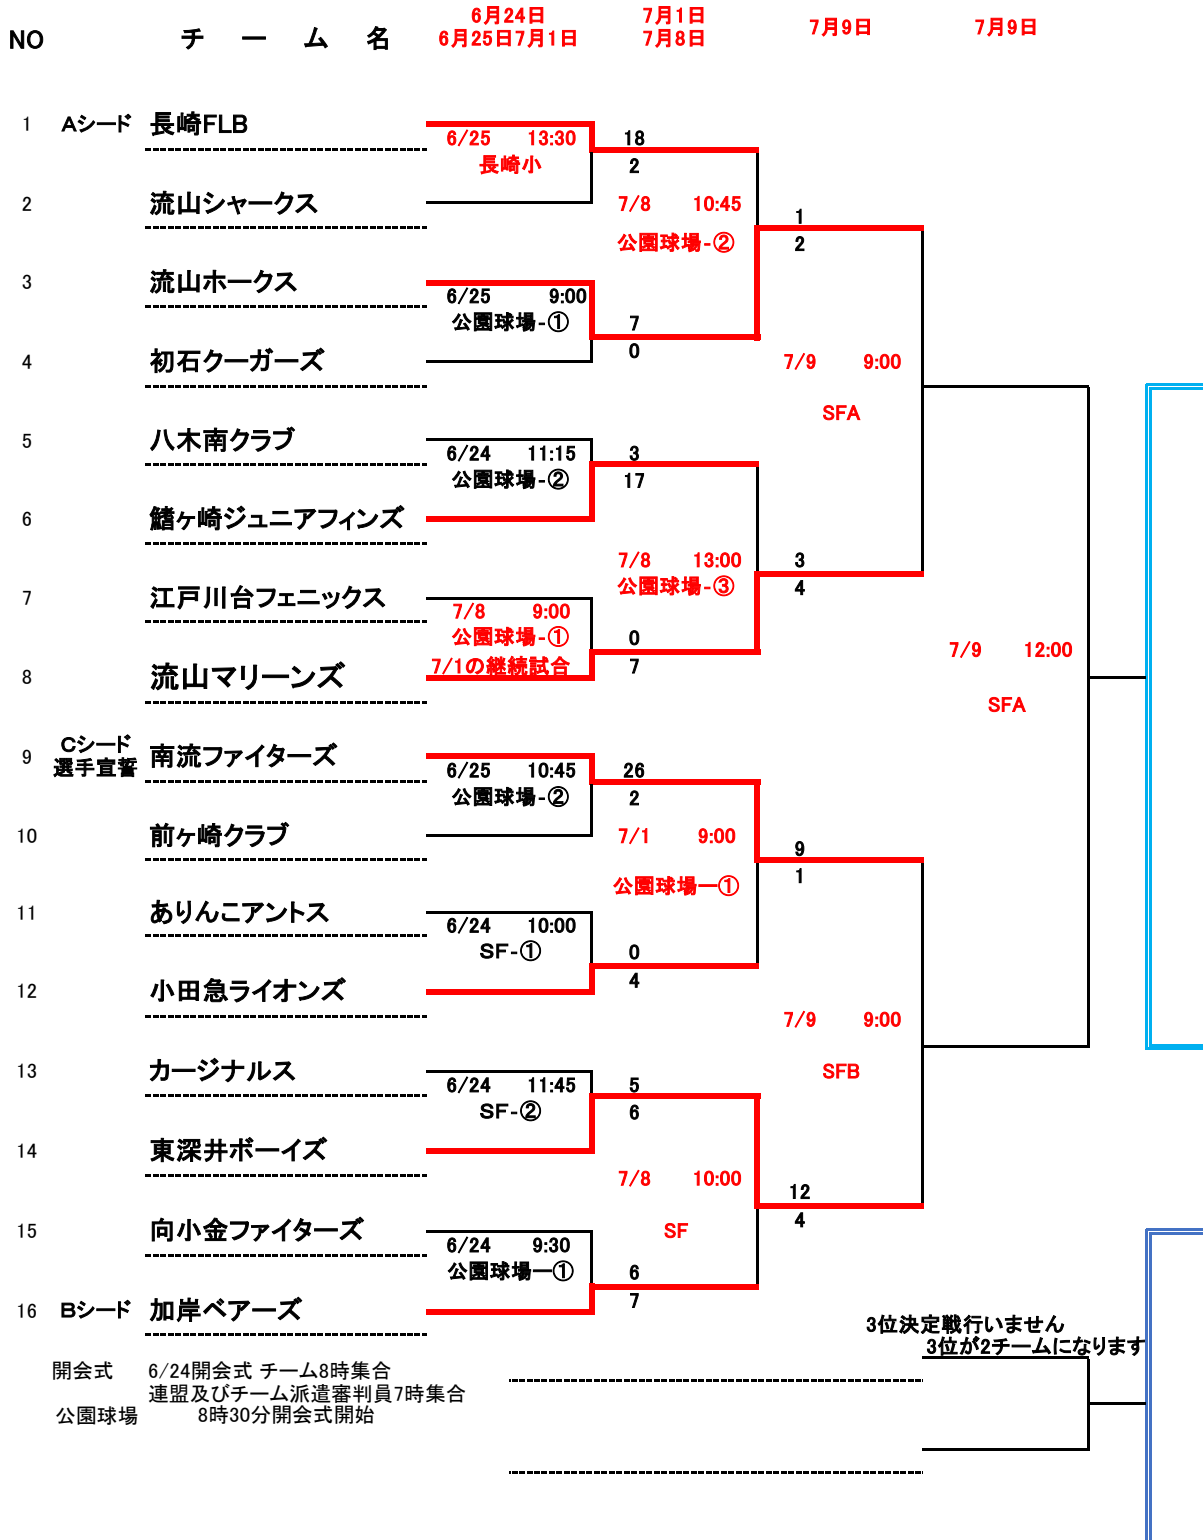 NO チ ー ム 名 6月24日 7月1日 7月9日 7月9日
6月25日7月1日 7月8日
1 Aシード 長崎FLB
6/25 13:30 18
長崎小 2
2 流山シャークス 7/8 10:45 1
公園球場-② 2
3 流山ホークス
6/25 9:00
公園球場-① 7
0
4 初石クーガーズ 7/9 9:00
SFA
5 八木南クラブ
6/24 11:15 3
公園球場-② 17
6 鰭ヶ崎ジュニアフィンズ
7/8 13:00 3
公園球場-③ 4
7 江戸川台フェニックス
7/8 9:00
公園球場-① 0
7/1の継続試合 7
7/9 12:00
8 流山マリーンズ
SFA
9 Cシード 南流ファイターズ
選手宣誓
6/25 10:45 26
公園球場-② 2
10 前ヶ崎クラブ 7/1 9:00 9
1
公園球場ー①
11 ありんこアントス
6/24 10:00 0
SF-① 4
12 小田急ライオンズ
7/9 9:00
SFB
13 カージナルス
6/24 11:45 5
SF-② 6
14 東深井ボーイズ
7/8 10:00 12
4
15 向小金ファイターズ SF
6/24 9:30
公園球場ー① 6
7
16 Bシード 加岸ベアーズ
3位決定戦行いません
3位が2チームになります
開会式 6/24開会式 チーム8時集合
連盟及びチーム派遣審判員7時集合
公園球場 8時30分開会式開始